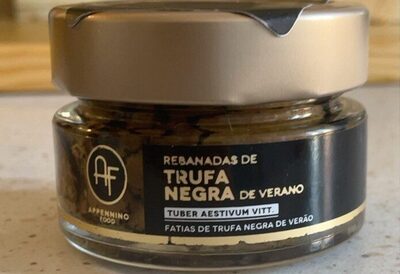 AF
APPENNINO
FOOD
REBANADAS DE
TRUFA
NEGRA DE VERANO
TUBER AESTIVUM VITT.
FATIAS DE TRUFA NEGRA DE VERÃO